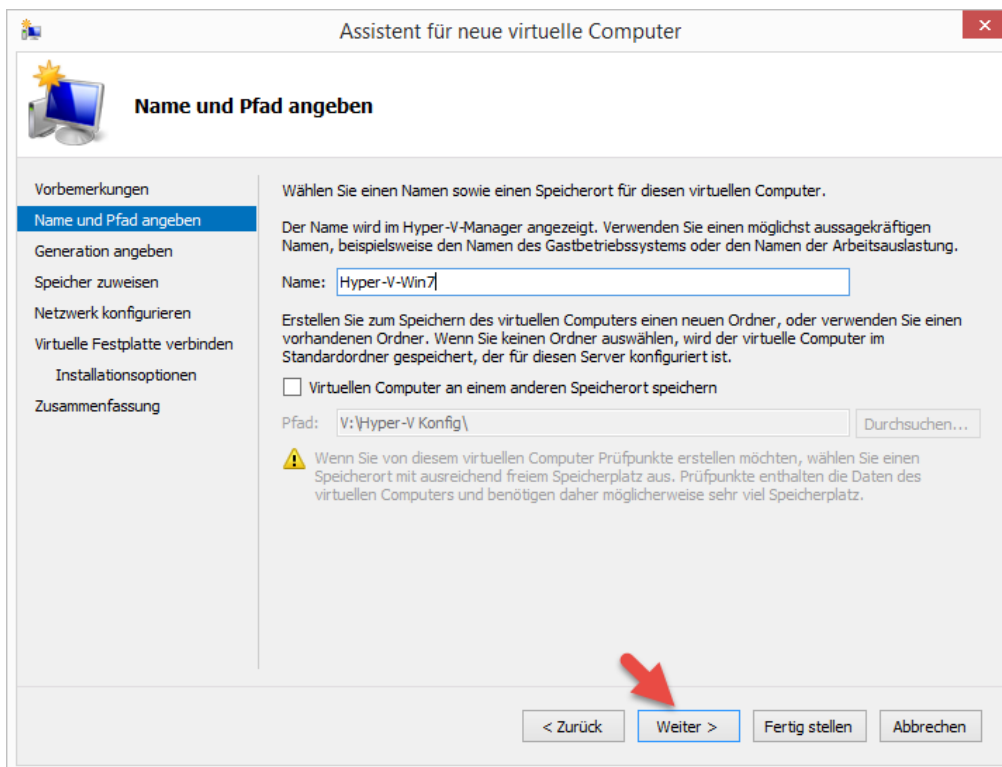 Assistent für neue virtuelle Computer
Name und Pfad angeben
Vorbemerkungen
Name und Pfad angeben
Generation angeben
Speicher zuweisen
Netzwerk konfigurieren
Virtuelle Festplatte verbinden
Installationsoptionen
Zusammenfassung
Wählen Sie einen Namen sowie einen Speicherort für diesen virtuellen Computer.
Der Name wird im Hyper-V-Manager angezeigt. Verwenden Sie einen möglichst aussagekräftigen
Namen, beispielsweise den Namen des Gastbetriebssystems oder den Namen der Arbeitsauslastung.
Name: Hyper-V-Win7
Erstellen Sie zum Speichern des virtuellen Computers einen neuen Ordner, oder verwenden Sie einen
vorhandenen Ordner. Wenn Sie keinen Ordner auswählen, wird der virtuelle Computer im
Standardordner gespeichert, der für diesen Server konfiguriert ist.
Virtuellen Computer an einem anderen Speicherort speichern
Pfad: V:\Hyper-V Konfig\ Durchsuchen...
Wenn Sie von diesem virtuellen Computer Prüfpunkte erstellen möchten, wählen Sie einen
Speicherort mit ausreichend freiem Speicherplatz aus. Prüfpunkte enthalten die Daten des
virtuellen Computers und benötigen daher möglicherweise sehr viel Speicherplatz.
< Zurück Weiter > Fertig stellen Abbrechen